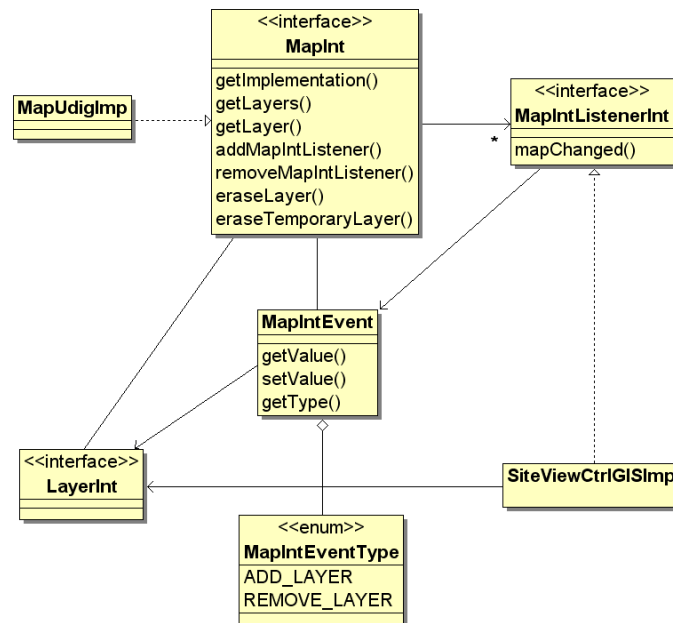 <<interface>>
MapInt
getImplementation()
getLayers()
getLayer()
addMapIntListener()
removeMapIntListener()
eraseLayer()
eraseTemporaryLayer()
MapUdigImp
<<interface>>
MapIntListenerInt
mapChanged()
*
MapIntEvent
getValue()
setValue()
getType()
<<interface>>
LayerInt
SiteViewCtrlGISImp
<<enum>>
MapIntEventType
ADD_LAYER
REMOVE_LAYER